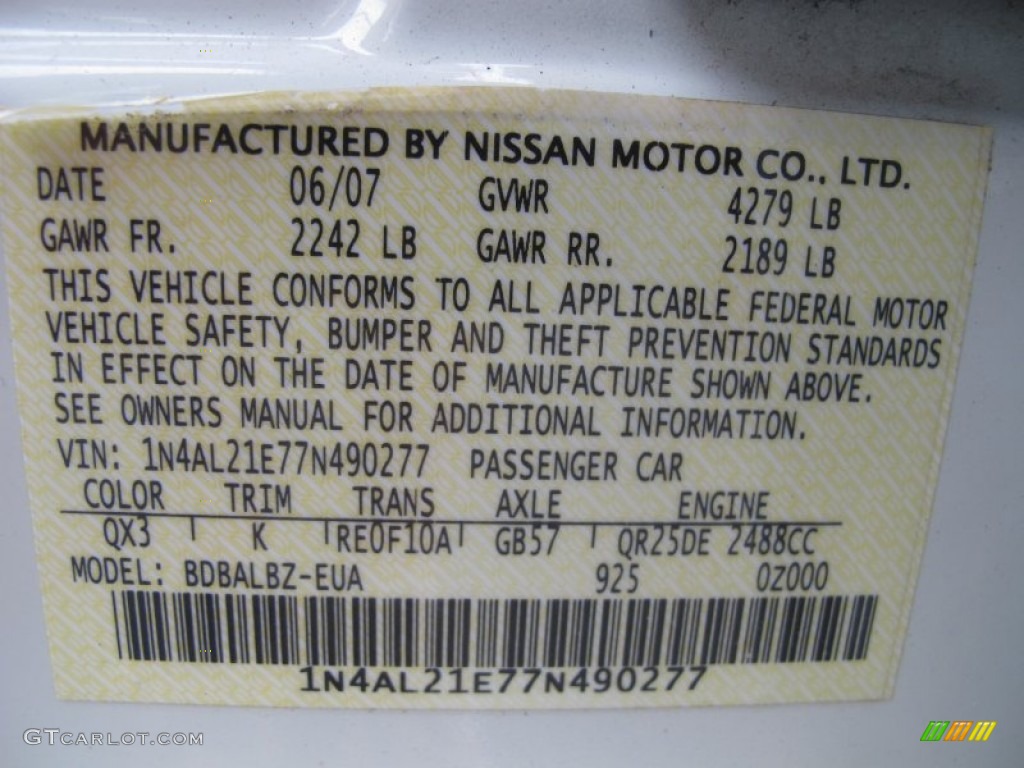 MANUFACTURED BY NISSAN MOTOR CO., LTD.
DATE 06/07 GVWR 4279 LB
GAWR FR. 2242 LB GAWR RR. 2189 LB
THIS VEHICLE CONFORMS TO ALL APPLICABLE FEDERAL MOTOR
VEHICLE SAFETY, BUMPER AND THEFT PREVENTION STANDARDS
IN EFFECT ON THE DATE OF MANUFACTURE SHOWN ABOVE.
SEE OWNERS MANUAL FOR ADDITIONAL INFORMATION.
VIN: 1N4AL21E77N490277 PASSENGER CAR
COLOR TRIM TRANS AXLE ENGINE
QX3 K RE0F10A GB57 QR25DE 2488CC
MODEL: BDBALBZ-EUA 925 0Z000
1N4AL21E77N490277
GTCARLOT.COM